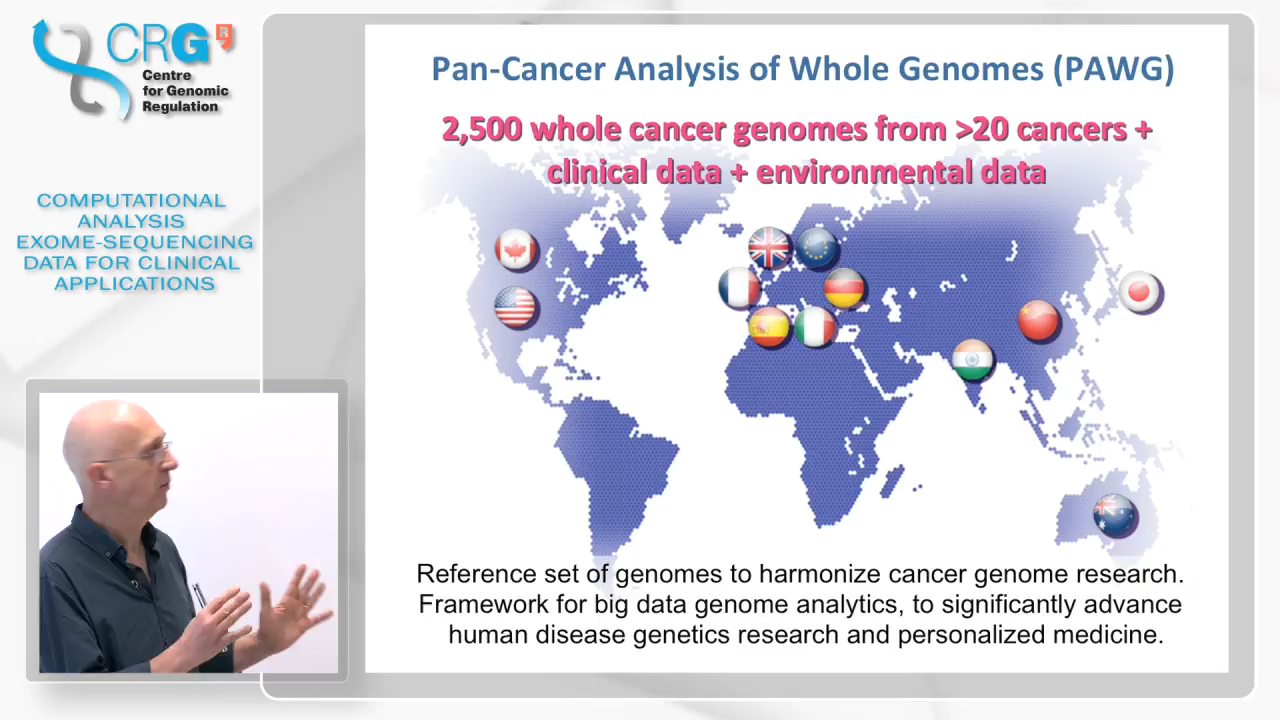 CRG
R
Centre
for Genomic
Regulation
COMPUTATIONAL
ANALYSIS
EXOME-SEQUENCING
DATA FOR CLINICAL
APPLICATIONS
Pan-Cancer Analysis of Whole Genomes (PAWG)
2,500 whole cancer genomes from >20 cancers +
clinical data + environmental data
Reference set of genomes to harmonize cancer genome research.
Framework for big data genome analytics, to significantly advance
human disease genetics research and personalized medicine.